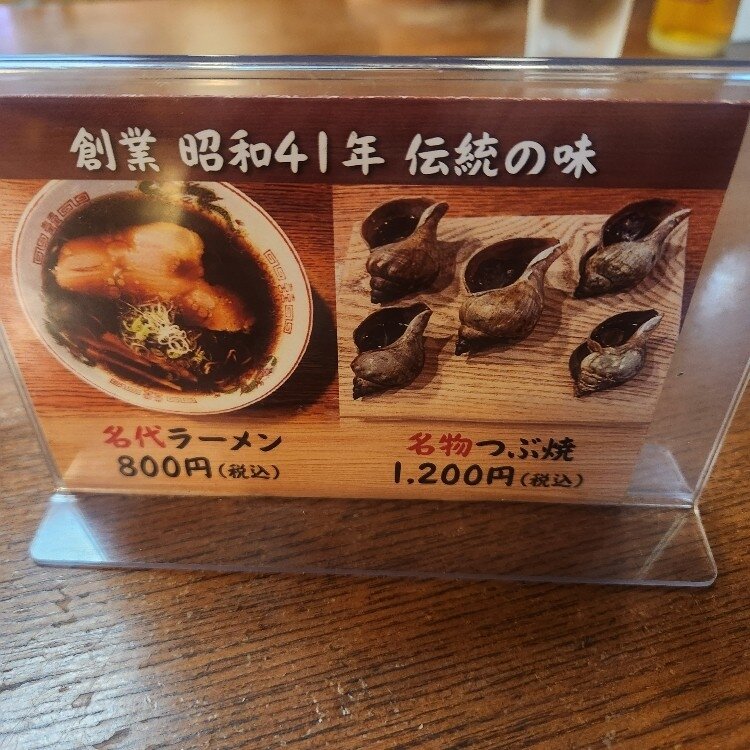 創業 昭和41年 伝統の味
名代ラーメン
800円(税込)
名物つぶ焼
1.200円(税込)